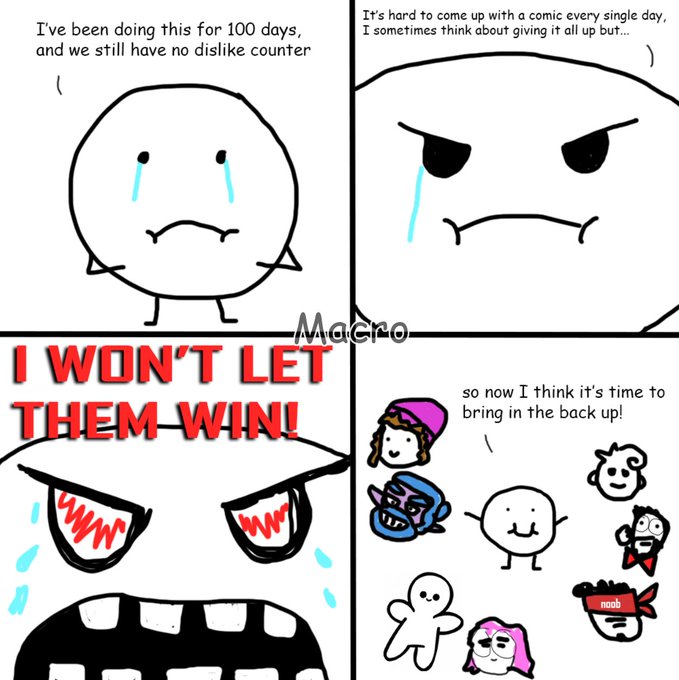 I've been doing this for 100 days,
and we still have no dislike counter
It's hard to come up with a comic every single day,
I sometimes think about giving it all up but...
Macro
I WON'T LET
THEM WIN!
so now I think it's time to
bring in the back up!
noob